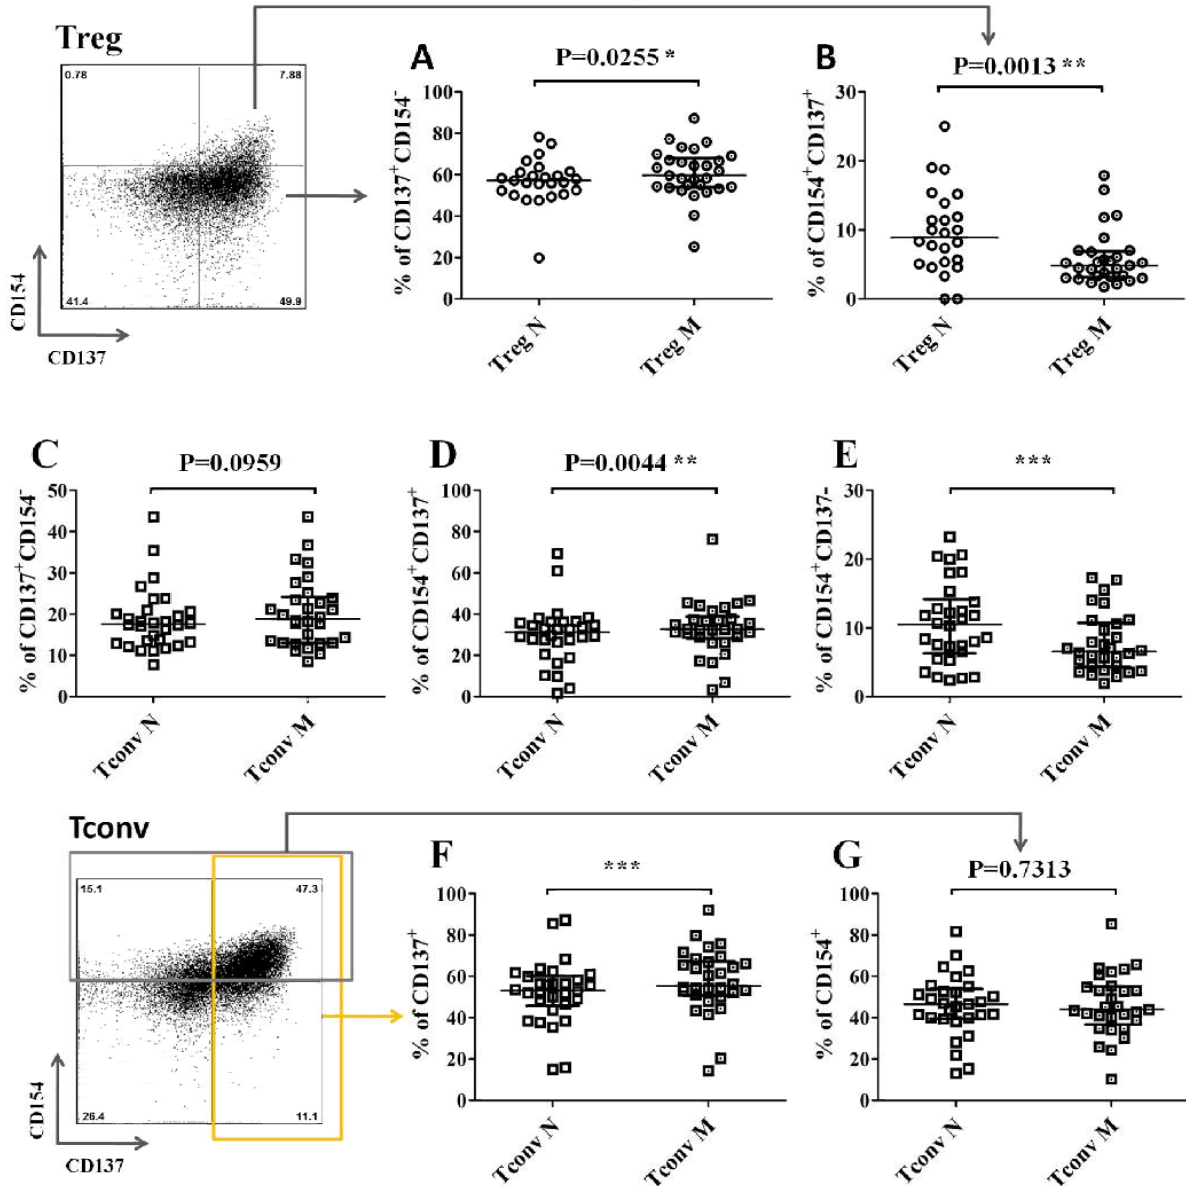 Treg
0.78 7.88
41.4 49.9
CD154
CD137
A
P=0.0255 *
% of CD137+ CD154-
100
80
60
40
20
0
Treg N
Treg M
B
P=0.0013 **
% of CD154+ CD137+
30
20
10
0
Treg N
Treg M
C
P=0.0959
% of CD137+ CD154-
50
40
30
20
10
0
Tconv N
Tconv M
D
P=0.0044 **
% of CD154+ CD137+
100
80
60
40
20
0
Tconv N
Tconv M
E
***
% of CD154+ CD137-
30
20
10
0
Tconv N
Tconv M
Tconv
15.1 47.3
26.4 11.1
CD154
CD137
F
***
% of CD137+
100
80
60
40
20
0
Tconv N
Tconv M
G
P=0.7313
% of CD154+
100
80
60
40
20
0
Tconv N
Tconv M